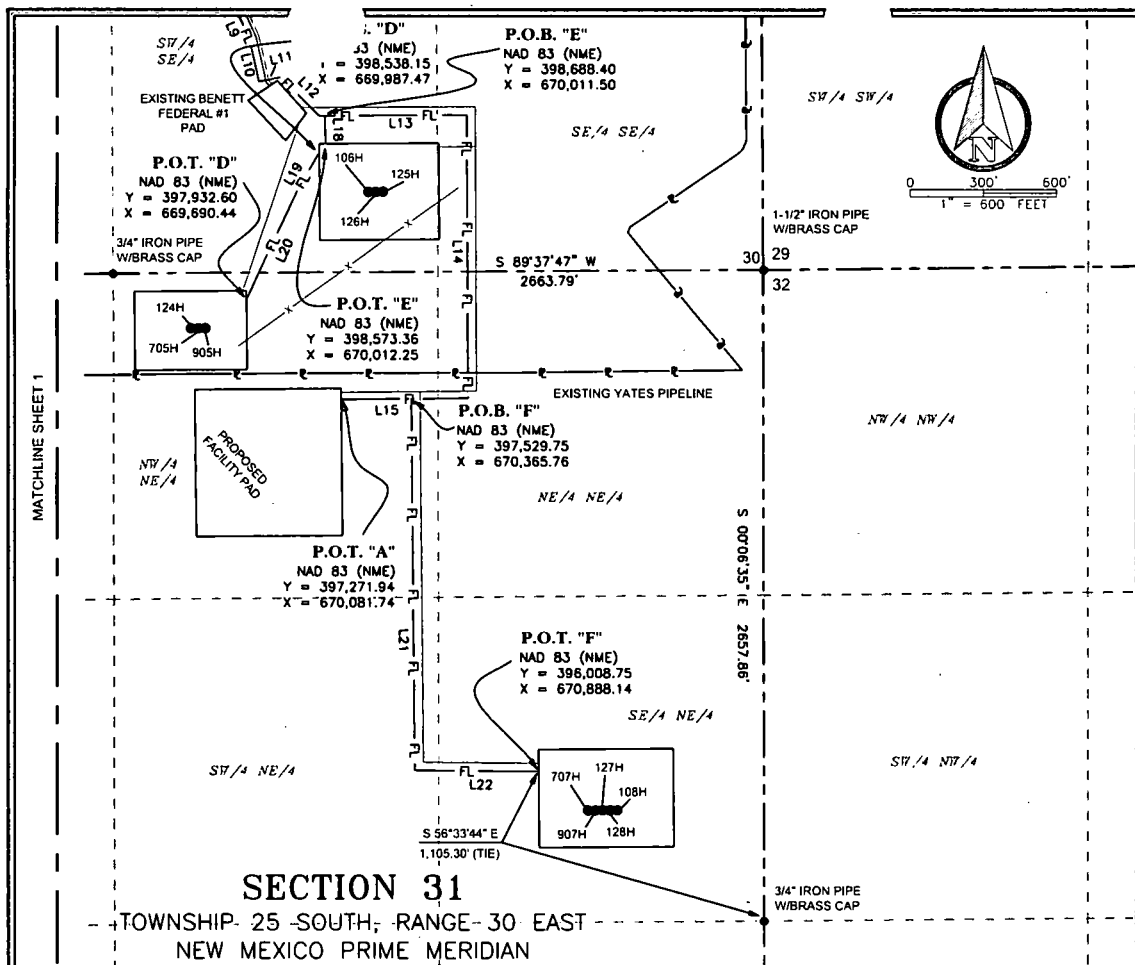 SW/4
SE/4
L9
FL
L10
L11
FL
L12
"D"
83 (NME)
= 398,538.15
X = 669,987.47
P.O.B. "E"
NAD 83 (NME)
Y = 398,688.40
X = 670,011.50
SW/4 SW/4
EXISTING BENETT
FEDERAL #1
PAD
FL
L18
FL
L13
FL
SE/4 SE/4
N
0 300' 600'
1" = 600 FEET
P.O.T. "D"
NAD 83 (NME)
Y = 397,932.60
X = 669,690.44
L19
FL
106H
125H
126H
FL
L20
L14
FL
3/4" IRON PIPE
W/BRASS CAP
1-1/2" IRON PIPE
W/BRASS CAP
S 89°37'47" W
2663.79'
30 29
32
124H
705H
905H
P.O.T. "E"
NAD 83 (NME)
Y = 398,573.36
X = 670,012.25
EXISTING YATES PIPELINE
MATCHLINE SHEET 1
L15
FL
P.O.B. "F"
NAD 83 (NME)
Y = 397,529.75
X = 670,365.76
NW/4 NW/4
PROPOSED
FACILITY PAD
NW/4
NE/4
NE/4 NE/4
S 00°06'35" E 2657.86'
P.O.T. "A"
NAD 83 (NME)
Y = 397,271.94
X = 670,081.74
FL
L21
FL
P.O.T. "F"
NAD 83 (NME)
Y = 396,008.75
X = 670,888.14
SE/4 NE/4
SW/4 NE/4
SW/4 NW/4
FL
L22
707H
127H
108H
907H
128H
S 56°33'44" E
1,105.30' (TIE)
3/4" IRON PIPE
W/BRASS CAP
SECTION 31
TOWNSHIP 25 SOUTH, RANGE 30 EAST
NEW MEXICO PRIME MERIDIAN